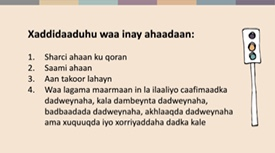 Xaddidaaduhu waa inay ahaadaan:
1. Sharci ahaan ku qoran
2. Saami ahaan
3. Aan takoor lahayn
4. Waa lagama maarmaan in la ilaaliyo caafimaadka
dadweynaha, kala dambeynta dadweynaha,
badbaadada dadweynaha, akhlaaqda dadweynaha
ama xuquuqda iyo xorriyaddaha dadka kale